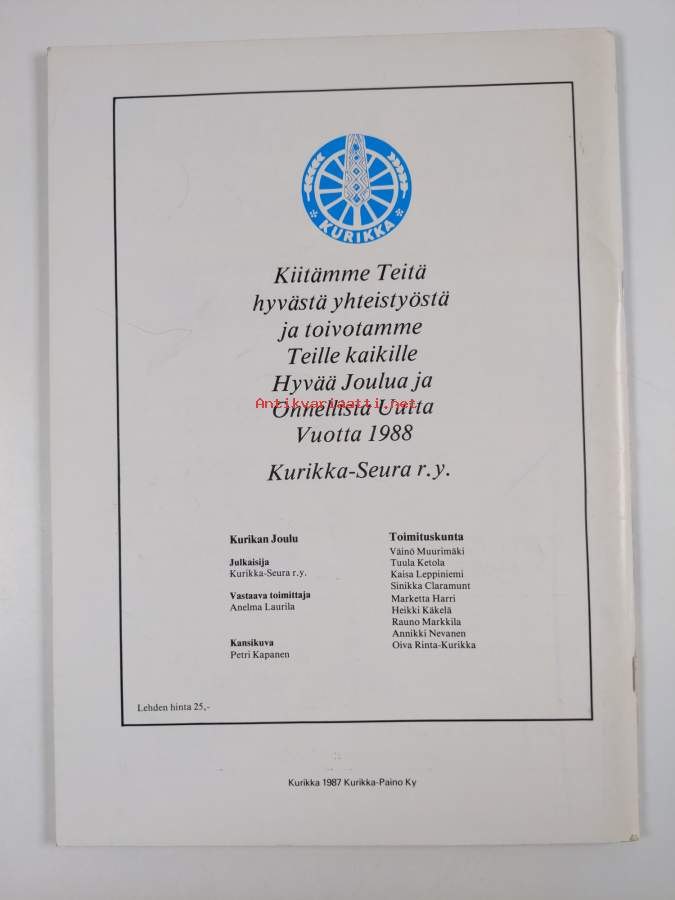 KURIKKA
Kiitämme Teitä
hyvästä yhteistyöstä
ja toivotamme
Teille kaikille
Hyvää Joulua ja
Antikvariaatti.net
Onnellista Uutta
Vuotta 1988
Kurikka-Seura r.y.
Kurikan Joulu
Julkaisija
Kurikka-Seura r.y.
Vastaava toimittaja
Anelma Laurila
Kansikuva
Petri Kapanen
Toimituskunta
Väinö Muurimäki
Tuula Ketola
Kaisa Leppiniemi
Sinikka Claramunt
Marketta Harri
Heikki Käkelä
Rauno Markkila
Annikki Nevanen
Oiva Rinta-Kurikka
Lehden hinta 25,-
Kurikka 1987 Kurikka-Paino Ky